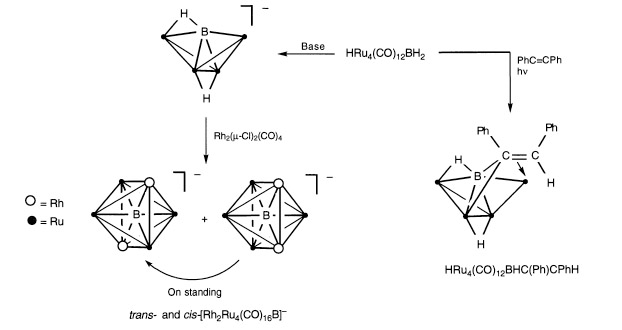 H
B
−
Base
HRu4(CO)12BH2
PhC=CPh
hν
H
Rh2(μ-Cl)2(CO)4
Ph
Ph
C=C
H
B
H
H
HRu4(CO)12BHC(Ph)CPhH
O = Rh
● = Ru
B
−
+
B
−
On standing
trans- and cis-[Rh2Ru4(CO)16B]−